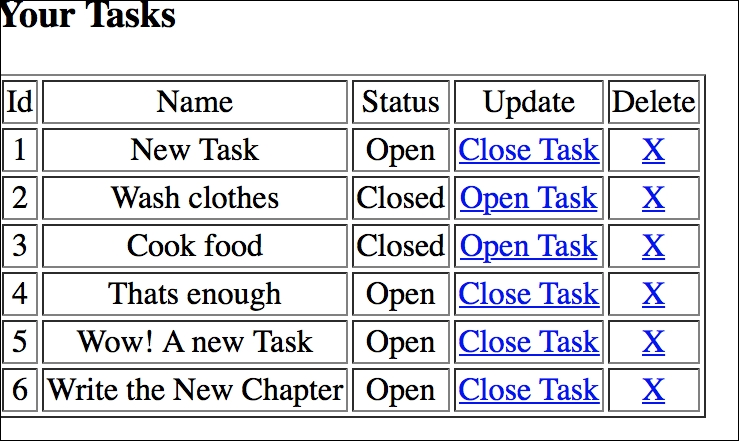 Your Tasks
Id Name Status Update Delete
1 New Task Open Close Task X
2 Wash clothes Closed Open Task X
3 Cook food Closed Open Task X
4 Thats enough Open Close Task X
5 Wow! A new Task Open Close Task X
6 Write the New Chapter Open Close Task X